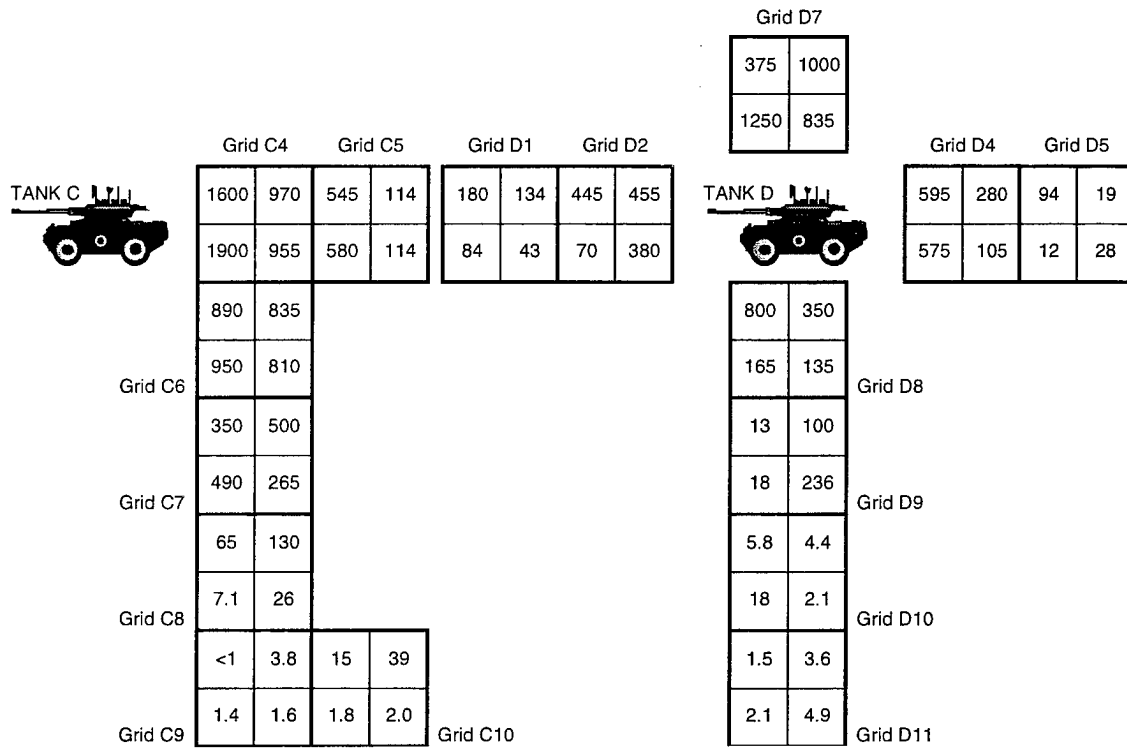 Grid D7
375 1000
1250 835
Grid C4 Grid C5 Grid D1 Grid D2 Grid D4 Grid D5
TANK C 1600 970 545 114 180 134 445 455 TANK D 595 280 94 19
1900 955 580 114 84 43 70 380 575 105 12 28
890 835 800 350
Grid C6 950 810 165 135 Grid D8
350 500 13 100
Grid C7 490 265 18 236 Grid D9
65 130 5.8 4.4
Grid C8 7.1 26 18 2.1 Grid D10
<1 3.8 15 39 1.5 3.6
Grid C9 1.4 1.6 1.8 2.0 Grid C10 2.1 4.9 Grid D11